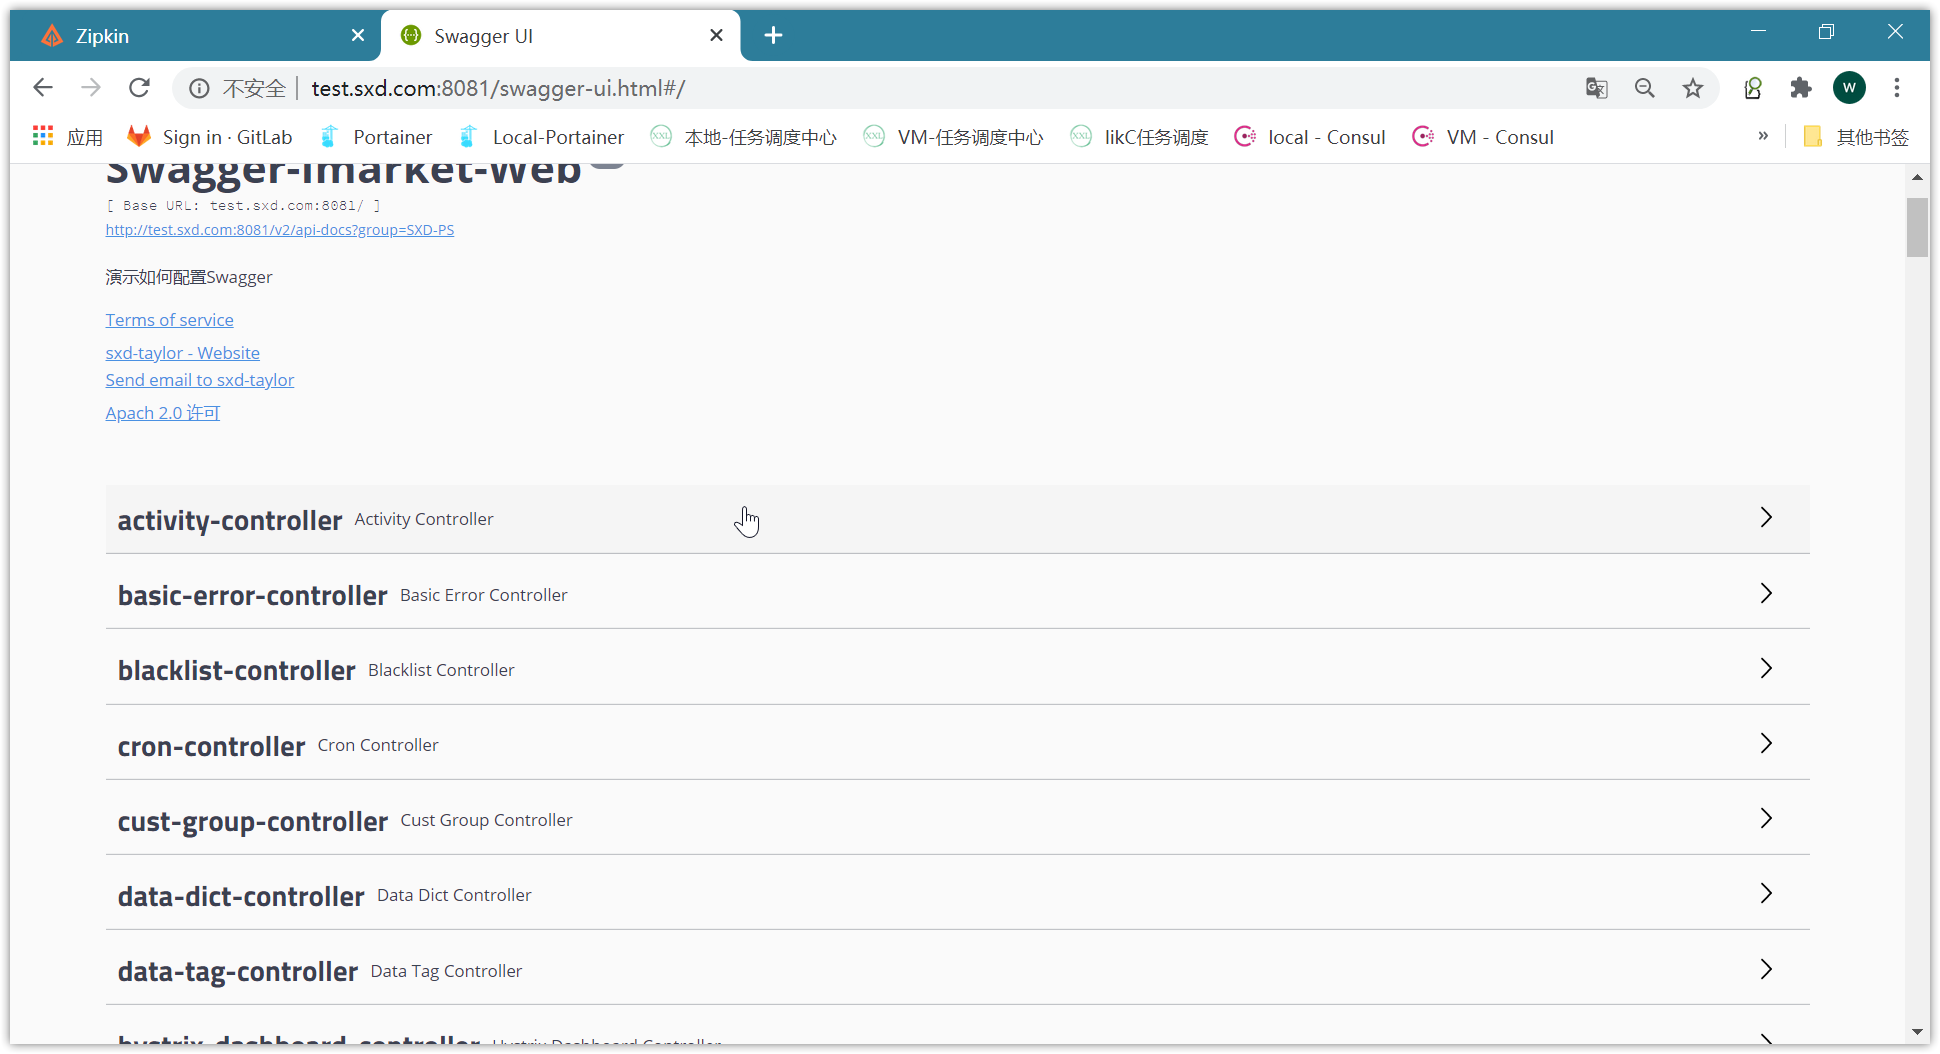 Zipkin
Swagger UI
不安全 test.sxd.com:8081/swagger-ui.html#/
W
应用 Sign in · GitLab Portainer Local-Portainer 本地-任务调度中心 VM-任务调度中心 likC任务调度 local - Consul VM - Consul » 其他书签
Swagger-imarket-Web
[ Base URL: test.sxd.com:8081/ ]
http://test.sxd.com:8081/v2/api-docs?group=SXD-PS
演示如何配置Swagger
Terms of service
sxd-taylor - Website
Send email to sxd-taylor
Apach 2.0 许可
activity-controller Activity Controller
basic-error-controller Basic Error Controller
blacklist-controller Blacklist Controller
cron-controller Cron Controller
cust-group-controller Cust Group Controller
data-dict-controller Data Dict Controller
data-tag-controller Data Tag Controller
hystrix-dashboard-controller Hystrix Dashboard Controller